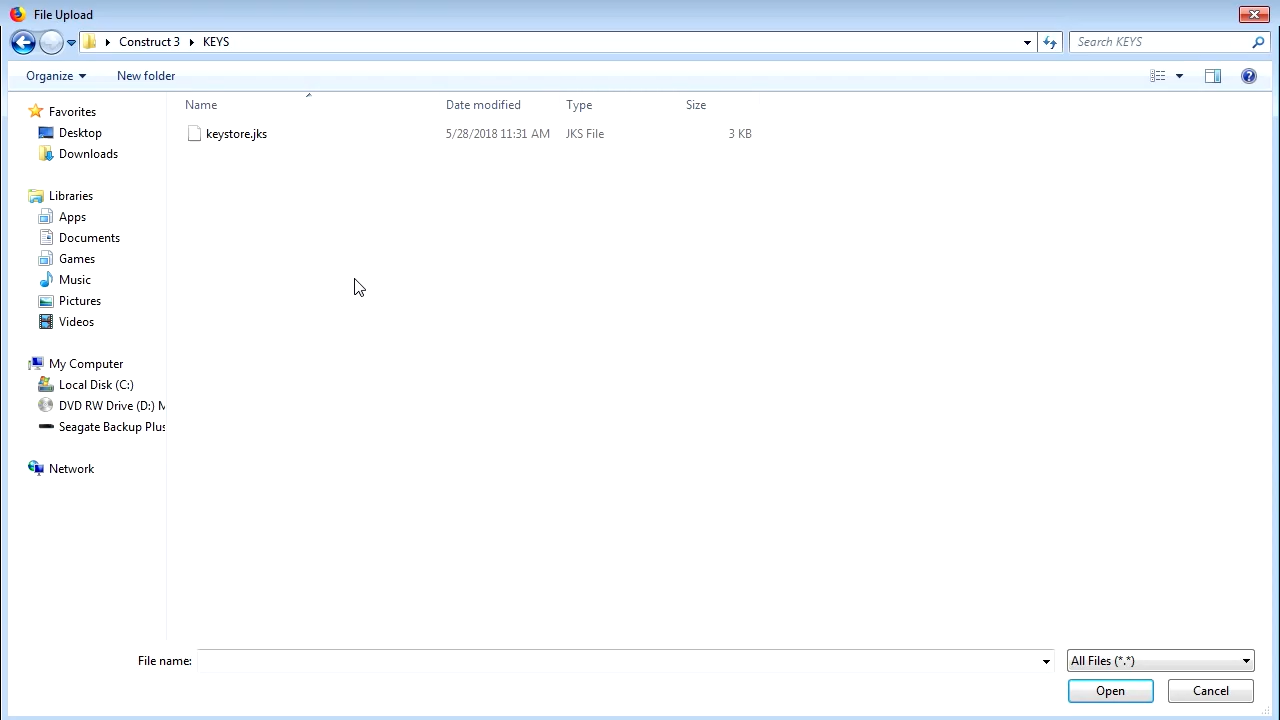 File Upload
Construct 3 KEYS
Search KEYS
Organize
New folder
Name Date modified Type Size
keystore.jks 5/28/2018 11:31 AM JKS File 3 KB
Favorites
Desktop
Downloads
Libraries
Apps
Documents
Games
Music
Pictures
Videos
My Computer
Local Disk (C:)
DVD RW Drive (D:) M
Seagate Backup Plus
Network
File name:
All Files (*.*)
Open Cancel